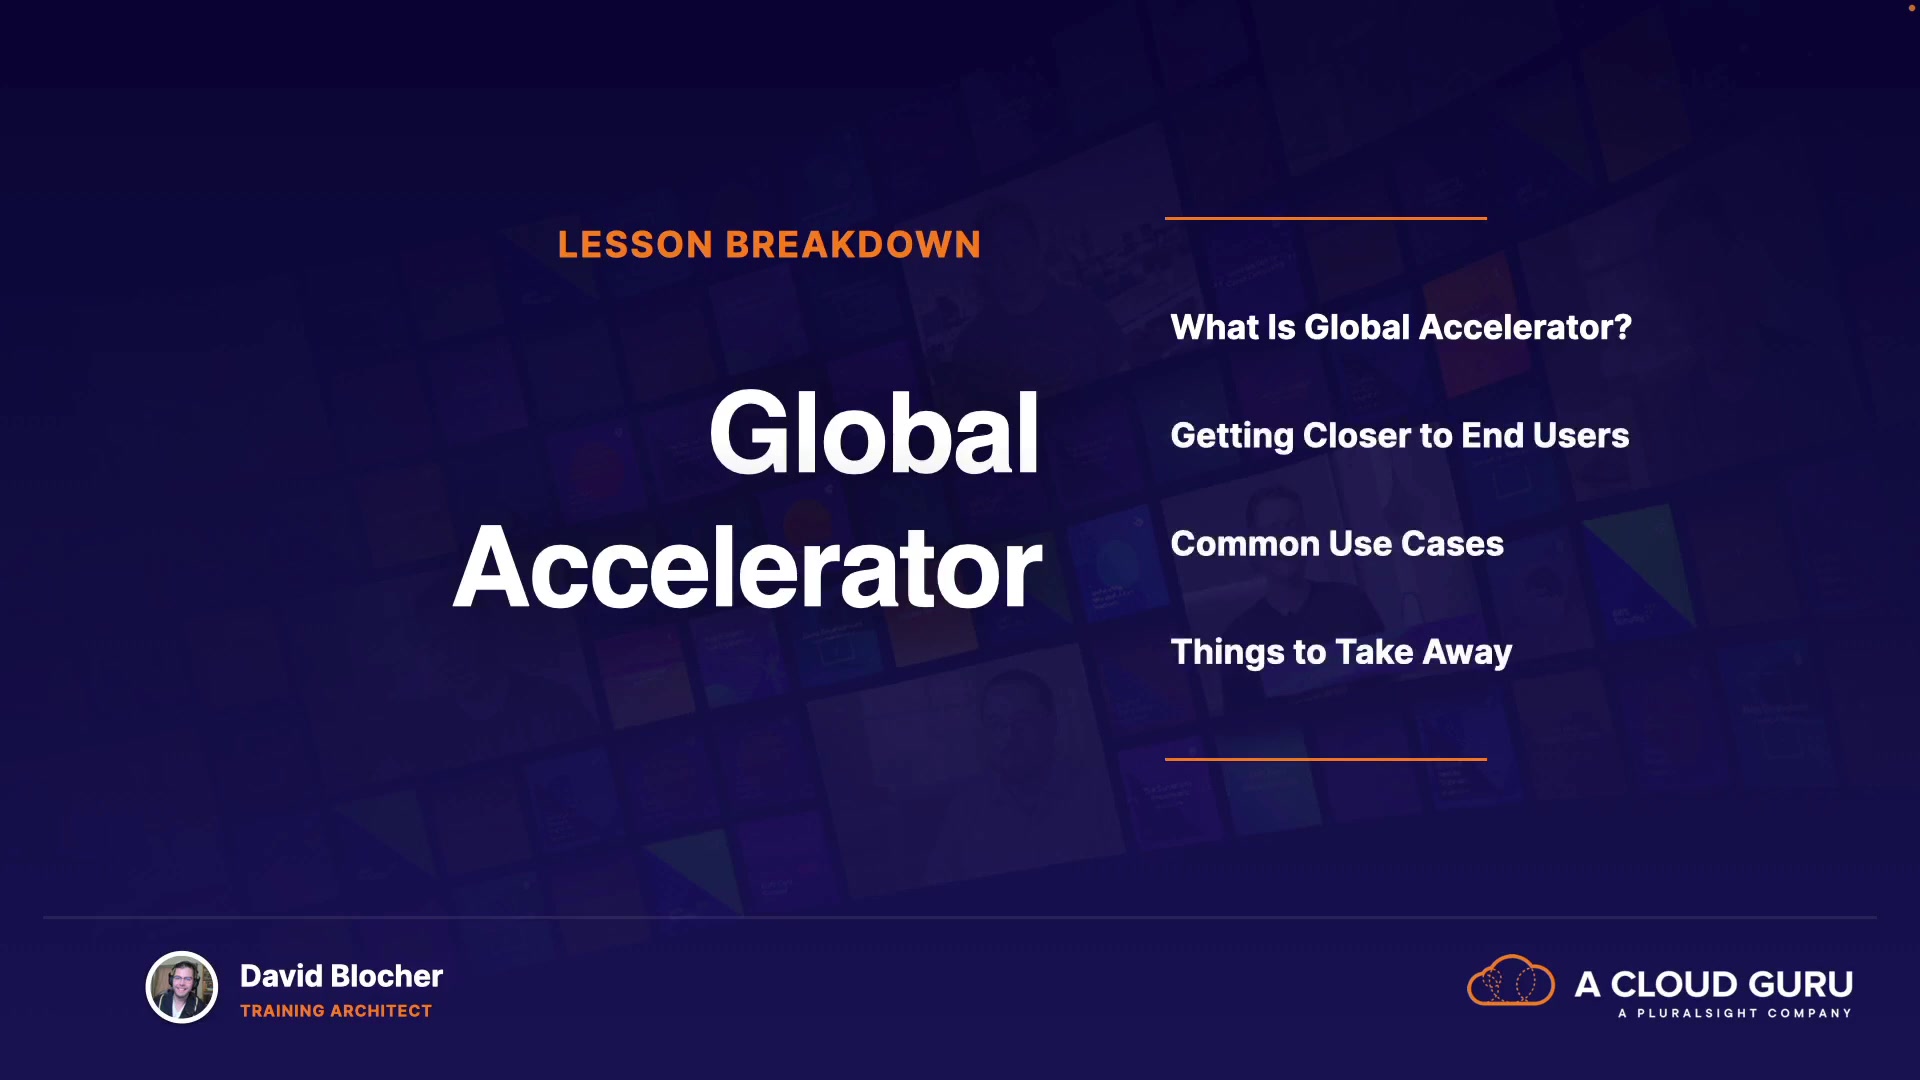 LESSON BREAKDOWN
Global
Accelerator
What Is Global Accelerator?
Getting Closer to End Users
Common Use Cases
Things to Take Away
David Blocher
TRAINING ARCHITECT
A CLOUD GURU
A PLURALSIGHT COMPANY